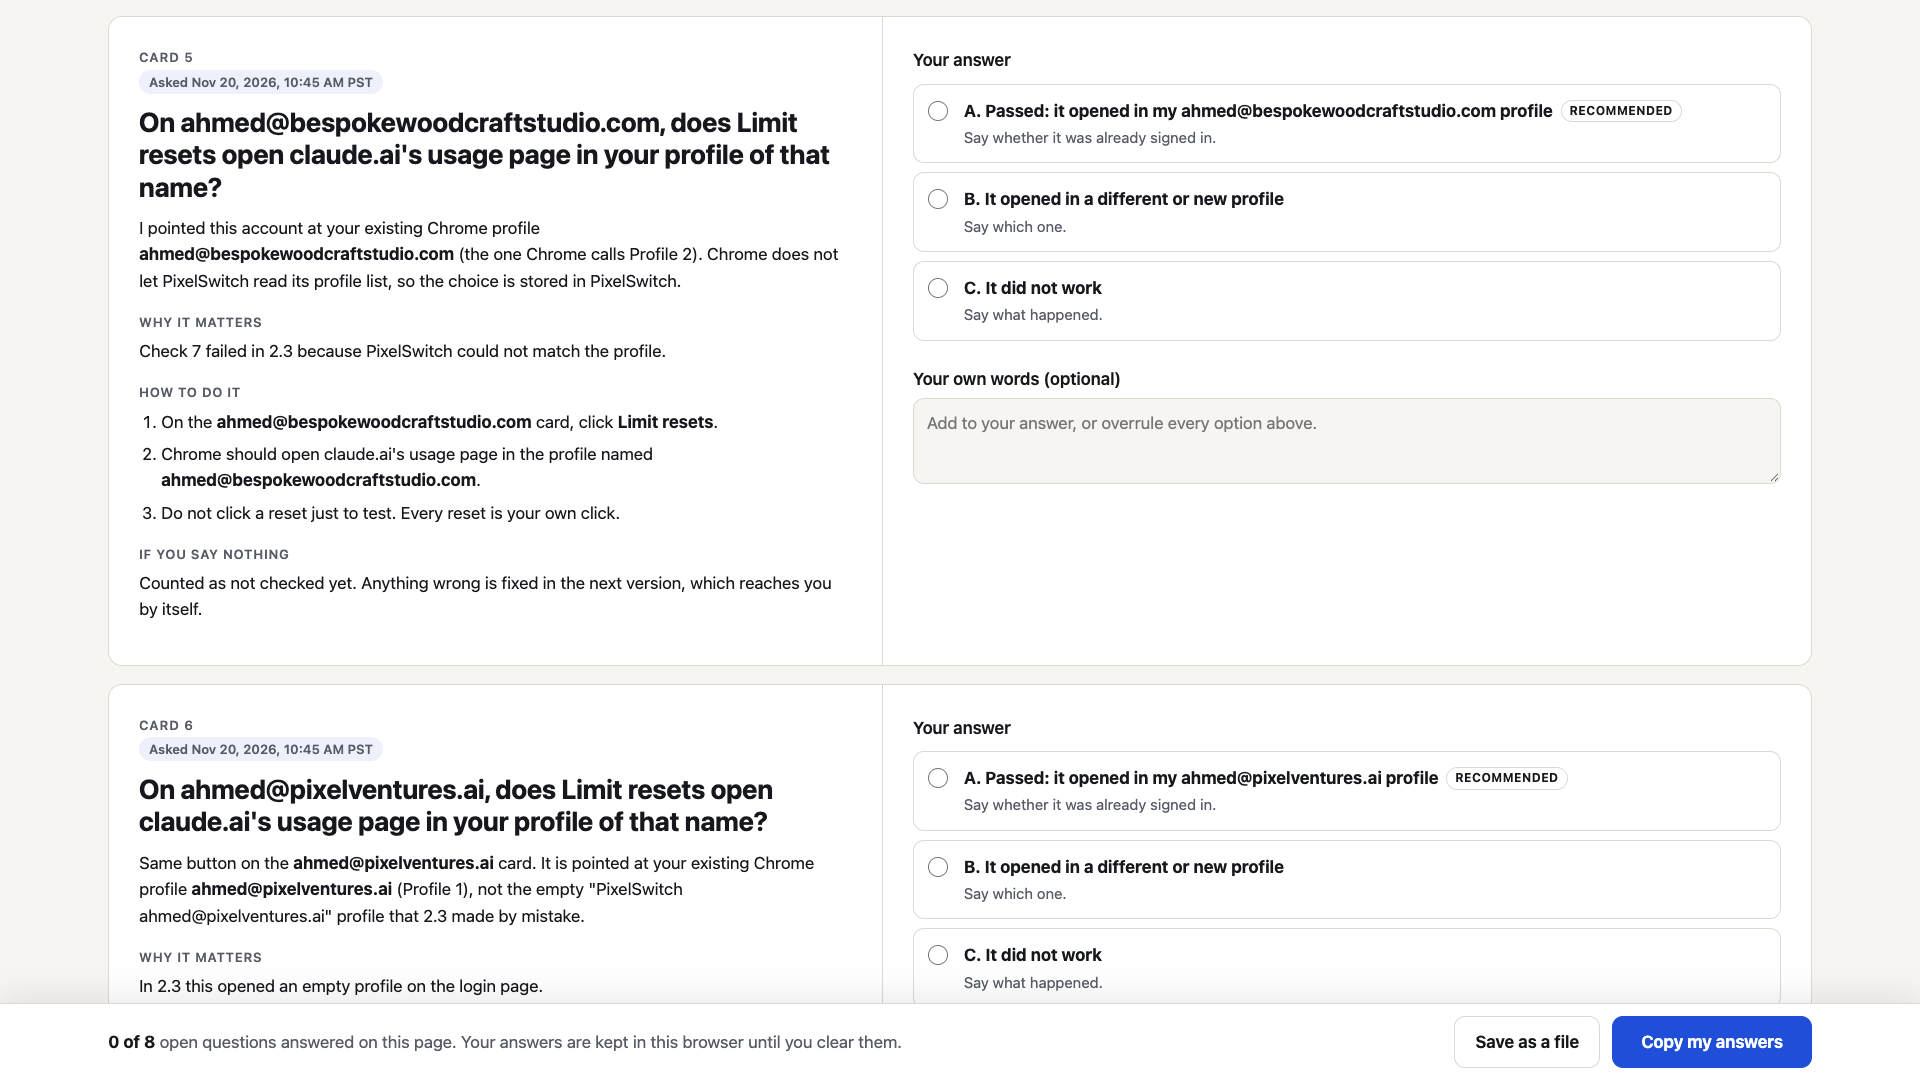 CARD 5
Asked Nov 20, 2026, 10:45 AM PST
On ahmed@bespokewoodcraftstudio.com, does Limit
resets open claude.ai's usage page in your profile of that
name?
I pointed this account at your existing Chrome profile
ahmed@bespokewoodcraftstudio.com (the one Chrome calls Profile 2). Chrome does not
let PixelSwitch read its profile list, so the choice is stored in PixelSwitch.
WHY IT MATTERS
Check 7 failed in 2.3 because PixelSwitch could not match the profile.
HOW TO DO IT
1. On the ahmed@bespokewoodcraftstudio.com card, click Limit resets.
2. Chrome should open claude.ai's usage page in the profile named
ahmed@bespokewoodcraftstudio.com.
3. Do not click a reset just to test. Every reset is your own click.
IF YOU SAY NOTHING
Counted as not checked yet. Anything wrong is fixed in the next version, which reaches you
by itself.
Your answer
A. Passed: it opened in my ahmed@bespokewoodcraftstudio.com profile RECOMMENDED
Say whether it was already signed in.
B. It opened in a different or new profile
Say which one.
C. It did not work
Say what happened.
Your own words (optional)
Add to your answer, or overrule every option above.
CARD 6
Asked Nov 20, 2026, 10:45 AM PST
On ahmed@pixelventures.ai, does Limit resets open
claude.ai's usage page in your profile of that name?
Same button on the ahmed@pixelventures.ai card. It is pointed at your existing Chrome
profile ahmed@pixelventures.ai (Profile 1), not the empty "PixelSwitch
ahmed@pixelventures.ai" profile that 2.3 made by mistake.
WHY IT MATTERS
In 2.3 this opened an empty profile on the login page.
Your answer
A. Passed: it opened in my ahmed@pixelventures.ai profile RECOMMENDED
Say whether it was already signed in.
B. It opened in a different or new profile
Say which one.
C. It did not work
Say what happened.
0 of 8 open questions answered on this page. Your answers are kept in this browser until you clear them.
Save as a file
Copy my answers